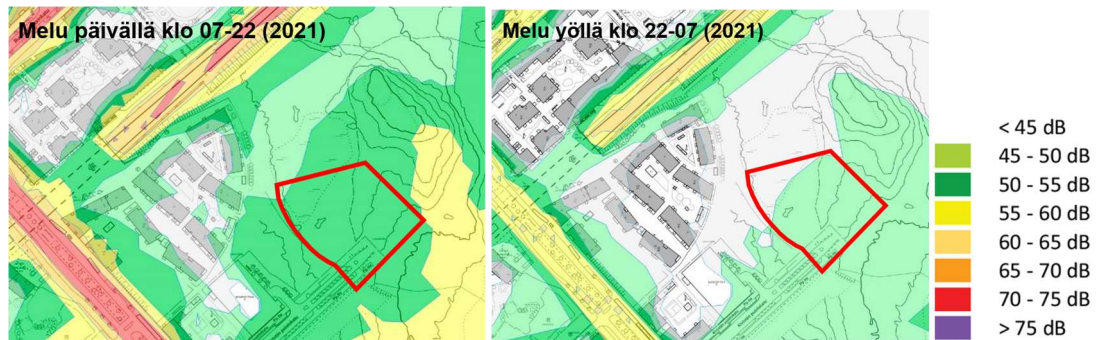 Melu päivällä klo 07-22 (2021)
Melu yöllä klo 22-07 (2021)
< 45 dB
45 - 50 dB
50 - 55 dB
55 - 60 dB
60 - 65 dB
65 - 70 dB
70 - 75 dB
> 75 dB